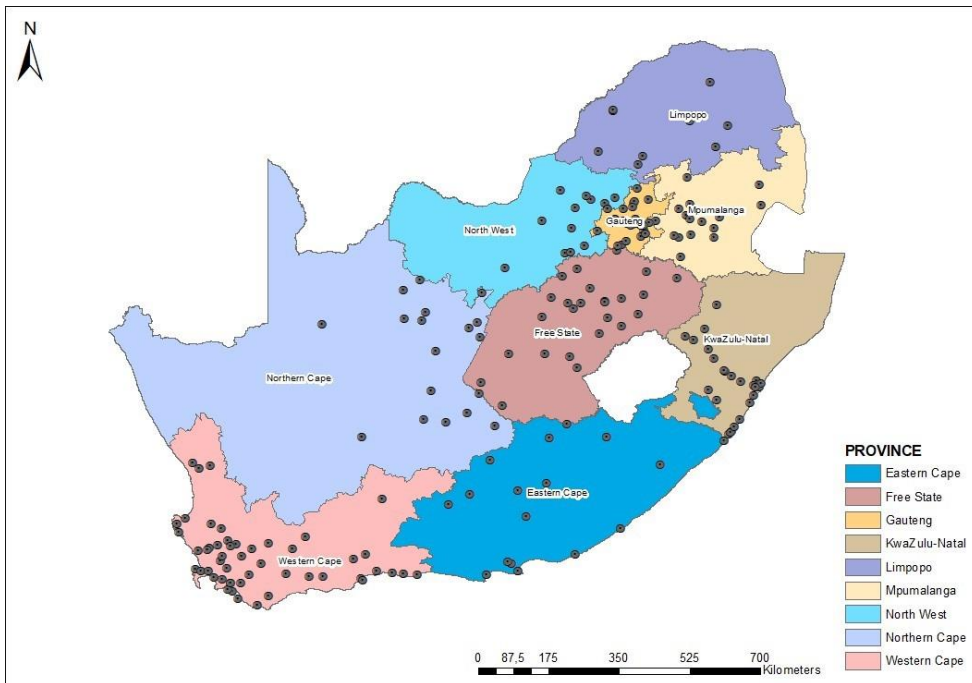 N
Limpopo
North West
Gauteng
Mpumalanga
Free State
KwaZulu-Natal
Northern Cape
Eastern Cape
Western Cape
PROVINCE
Eastern Cape
Free State
Gauteng
KwaZulu-Natal
Limpopo
Mpumalanga
North West
Northern Cape
Western Cape
0 87,5 175 350 525 700
Kilometers